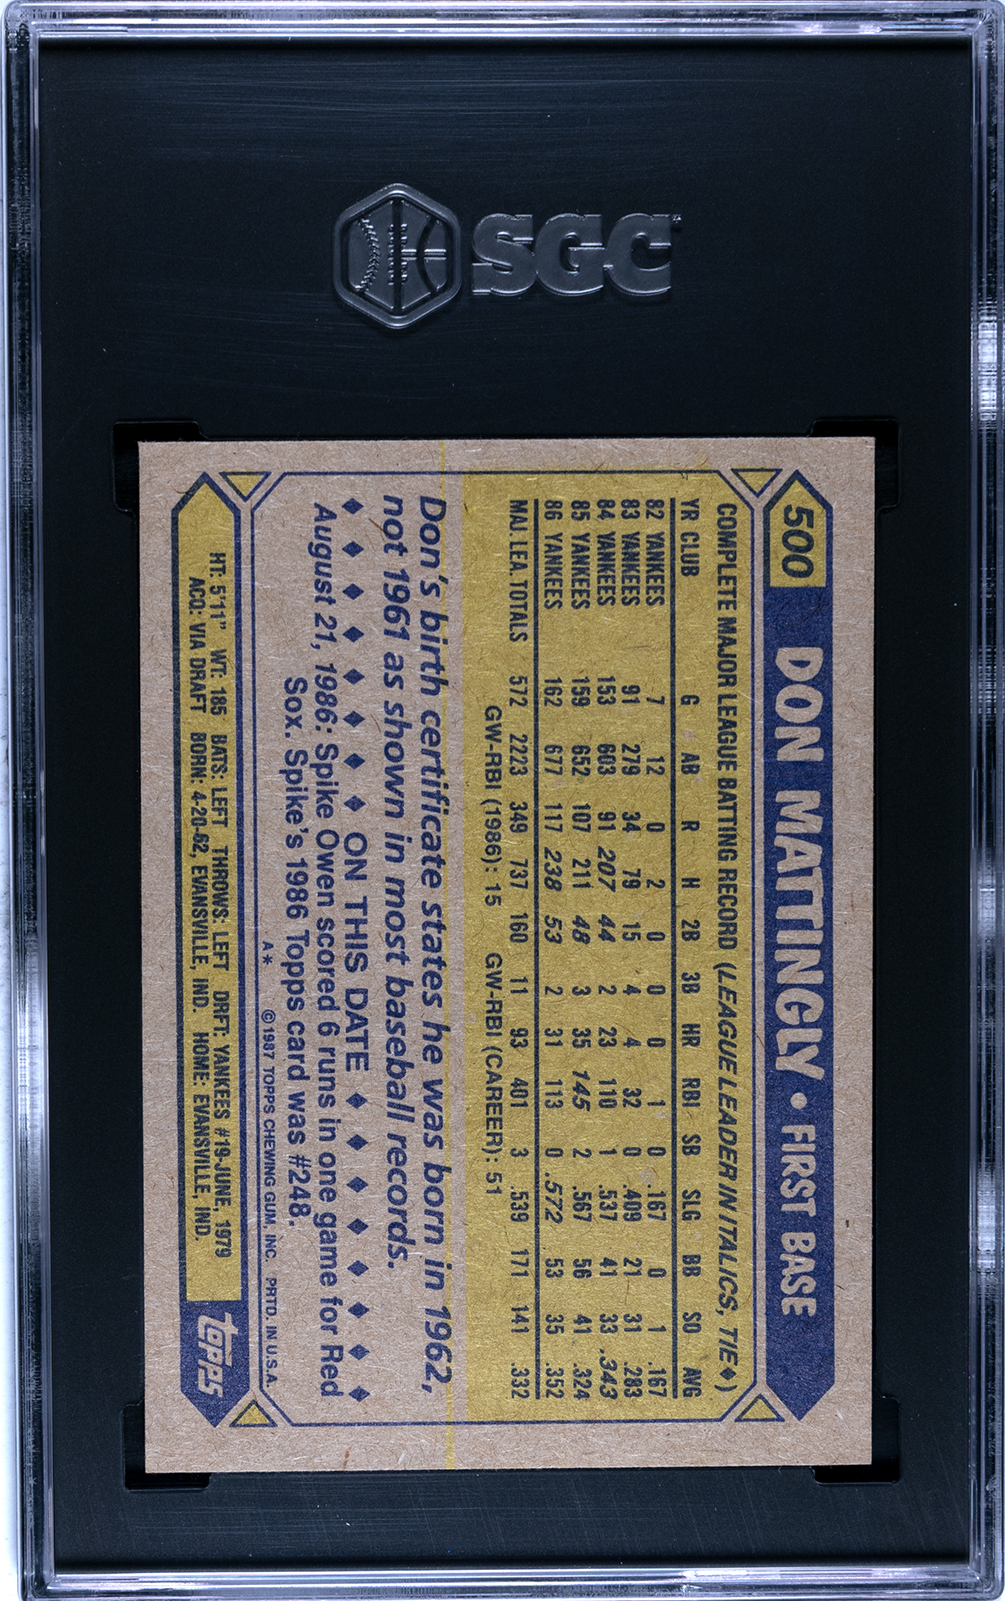 SGC
500 DON MATTINGLY • FIRST BASE
COMPLETE MAJOR LEAGUE BATTING RECORD (LEAGUE LEADER IN ITALICS, TIE♦)
YR CLUB G AB R H 2B 3B HR RBI SB SLG BB SO AVG
82 YANKEES 7 12 0 2 0 0 0 1 0 .167 0 1 .167
83 YANKEES 91 279 34 79 15 4 4 32 0 .409 21 31 .283
84 YANKEES 153 603 91 207 44 2 23 110 1 .537 41 33 .343
85 YANKEES 159 652 107 211 48 3 35 145 2 .567 56 41 .324
86 YANKEES 162 677 117 238 53 2 31 113 0 .572 53 35 .352
MAJ. LEA. TOTALS 572 2223 349 737 160 11 93 401 3 .539 171 141 .332
GW-RBI (1986): 15 GW-RBI (CAREER): 51
Don's birth certificate states he was born in 1962,
not 1961 as shown in most baseball records.
♦ ♦ ♦ ♦ ♦ ♦ ♦ ♦ ON THIS DATE ♦ ♦ ♦ ♦ ♦ ♦ ♦ ♦
August 21, 1986: Spike Owen scored 6 runs in one game for Red
Sox. Spike's 1986 Topps card was #248.
A* ©1987 TOPPS CHEWING GUM, INC. PRTD. IN U.S.A.
HT: 5'11" WT: 185 BATS: LEFT THROWS: LEFT DRFT: YANKEES #19-JUNE, 1979
ACQ: VIA DRAFT BORN: 4-20-62, EVANSVILLE, IND. HOME: EVANSVILLE, IND.
topps